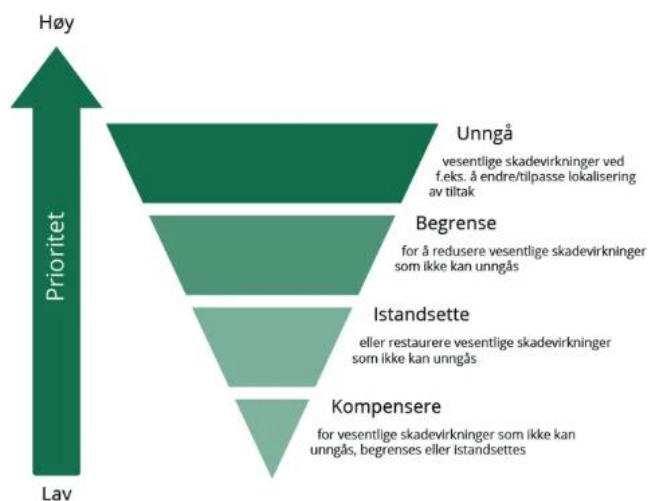 Høy
Prioritet
Lav
Unngå
vesentlige skadevirkninger ved
f.eks. å endre/tilpasse lokalisering
av tiltak
Begrense
for å redusere vesentlige skadevirkninger
som ikke kan unngås
Istandsette
eller restaurere vesentlige skadevirkninger
som ikke kan unngås
Kompensere
for vesentlige skadevirkninger som ikke kan
unngås, begrenses eller istandsettes